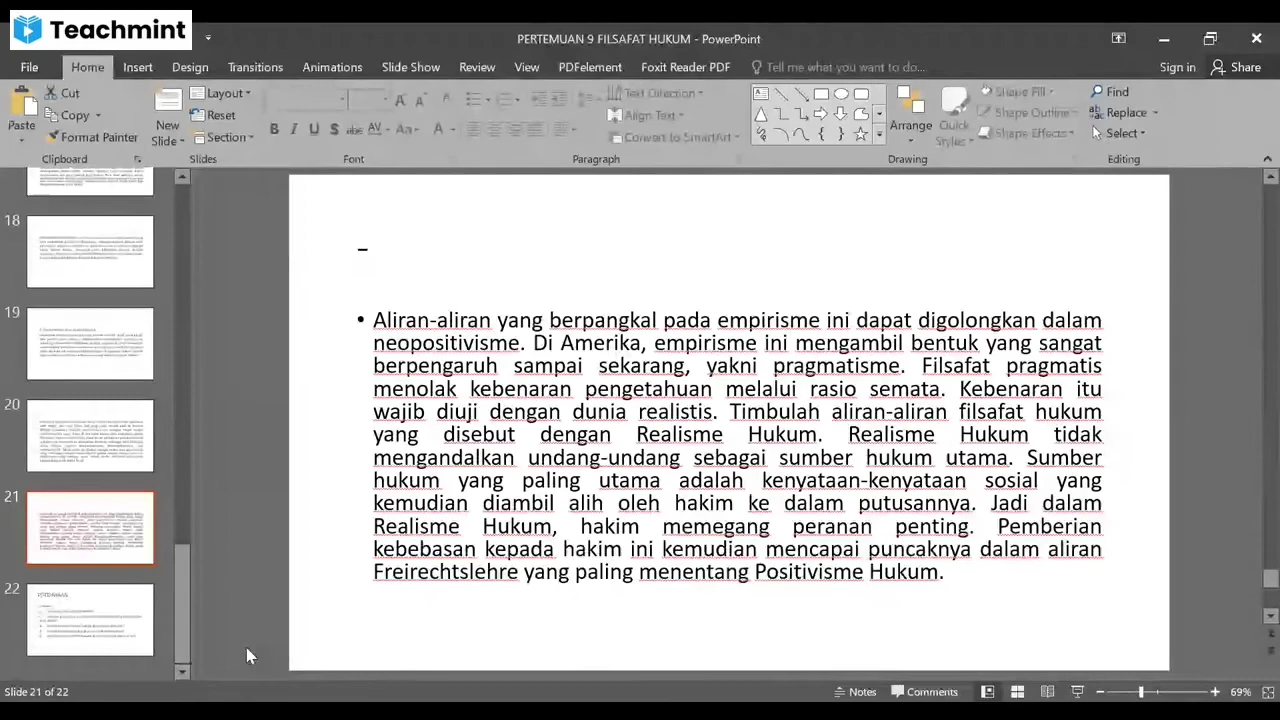 Teachmint
PERTEMUAN 9 FILSAFAT HUKUM - PowerPoint
File Home Insert Design Transitions Animations Slide Show Review View PDFelement Foxit Reader PDF Tell me what you want to do... Sign in Share
Paste
Cut
Copy
Format Painter
Clipboard
New
Slide
Layout
Reset
Section
Slides
Font
Text Direction
Align Text
Convert to SmartArt
Paragraph
Arrange
Quick
Styles
Shape Fill
Shape Outline
Shape Effects
Drawing
Find
Replace
Select
Editing
18
19
20
21
22
–
• Aliran-aliran yang berpangkal pada empirisme ini dapat digolongkan dalam
neopositivisme. Di Amerika, empirisme ini mengambil bentuk yang sangat
berpengaruh sampai sekarang, yakni pragmatisme. Filsafat pragmatis
menolak kebenaran pengetahuan melalui rasio semata. Kebenaran itu
wajib diuji dengan dunia realistis. Timbulah aliran-aliran filsafat hukum
yang disebut dengan Realisme Realisme Hukum tidak
mengandalkan undang-undang sebagai sumber hukum utama. Sumber
hukum yang paling utama adalah kenyataan-kenyataan sosial yang
kemudian diambil alih oleh hakim ke dalam putusannya. Jadi dalam
Realisme Hukum, hakim memegang peranan penting. Pemberian
kebebasan kepada hakim ini kemudian mencapai puncaknya dalam aliran
Freirechtslehre yang paling menentang Positivisme Hukum.
Slide 21 of 22
Notes
Comments
69%